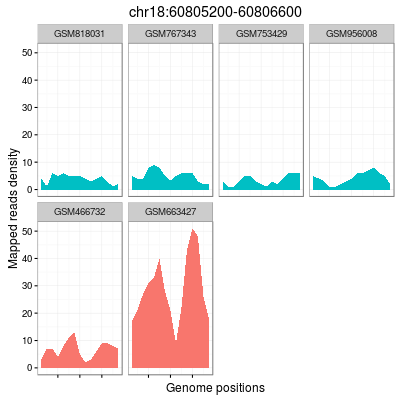 chr18:60805200-60806600
GSM818031 GSM767343 GSM753429 GSM956008
50
40
30
20
10
0
GSM466732 GSM663427
50
40
30
20
10
0
Mapped reads density
Genome positions